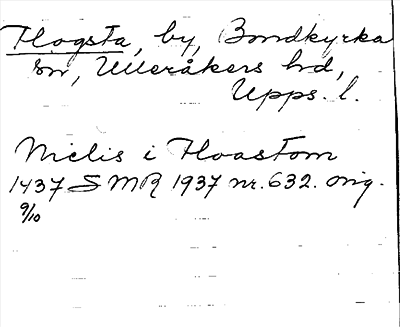 Flogsta, by, Bondkyrka
sn, Ulleråkers hd,
Upps. l.
Niclis i Floastom
1437 SMR 1937 nr. 632. orig.
9/10